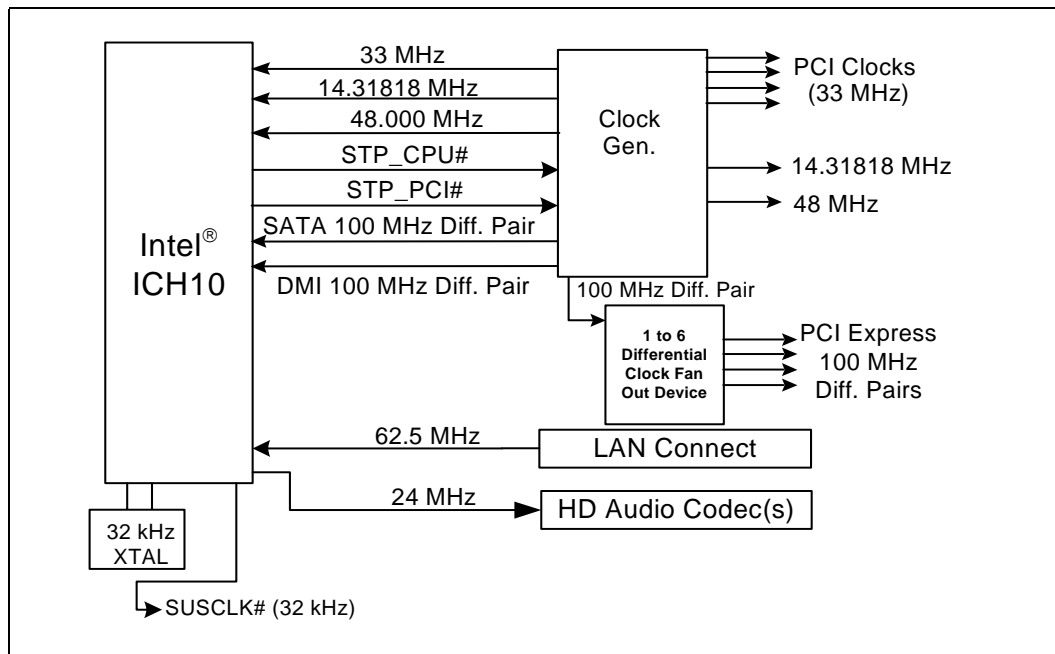 33 MHz
14.31818 MHz
48.000 MHz
STP_CPU#
STP_PCI#
SATA 100 MHz Diff. Pair
DMI 100 MHz Diff. Pair
Intel®
ICH10
Clock
Gen.
PCI Clocks
(33 MHz)
14.31818 MHz
48 MHz
100 MHz Diff. Pair
1 to 6
Differential
Clock Fan
Out Device
PCI Express
100 MHz
Diff. Pairs
62.5 MHz
LAN Connect
24 MHz
HD Audio Codec(s)
32 kHz
XTAL
SUSCLK# (32 kHz)